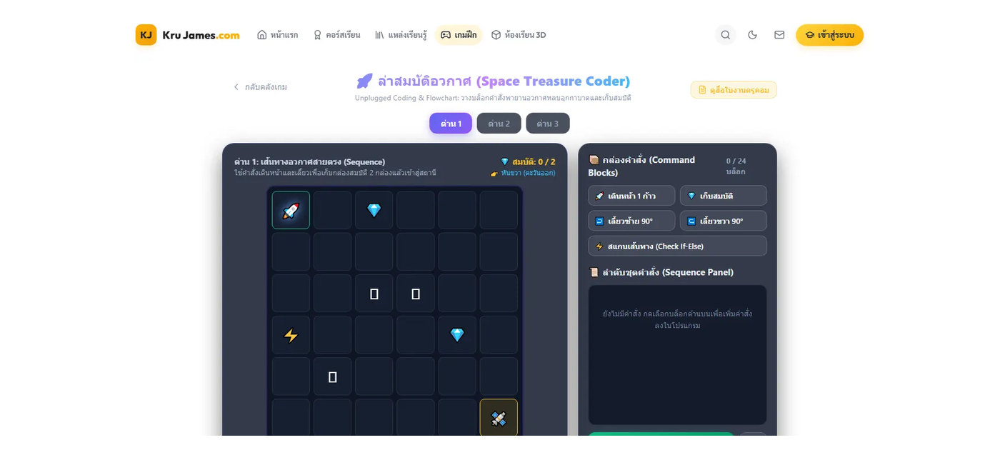 KJ Kru James.com หน้าแรก คอร์สเรียน แหล่งเรียนรู้ เกมฝึก ห้องเรียน 3D เข้าสู่ระบบ
กลับคลังเกม
ล่าสมบัติอวกาศ (Space Treasure Coder)
Unplugged Coding & Flowchart: วางบล็อกคำสั่งพายานอวกาศหลบอุกกาบาตและเก็บสมบัติ
ดูสื่อใบงานครูคอม
ด่าน 1 ด่าน 2 ด่าน 3
ด่าน 1: เส้นทางอวกาศสายตรง (Sequence)
ใช้คำสั่งเดินหน้าและเลี้ยวเพื่อเก็บกล่องสมบัติ 2 กล่องแล้วเข้าสู่สถานี
สมบัติ: 0 / 2
หันขวา (ตะวันออก)
กล่องคำสั่ง (Command
Blocks)
0 / 24
บล็อก
เดินหน้า 1 ก้าว เก็บสมบัติ
เลี้ยวซ้าย 90° เลี้ยวขวา 90°
สแกนเส้นทาง (Check If-Else)
ลำดับชุดคำสั่ง (Sequence Panel)
ยังไม่มีคำสั่ง กดเลือกบล็อกด้านบนเพื่อเพิ่มคำสั่ง
ลงในโปรแกรม